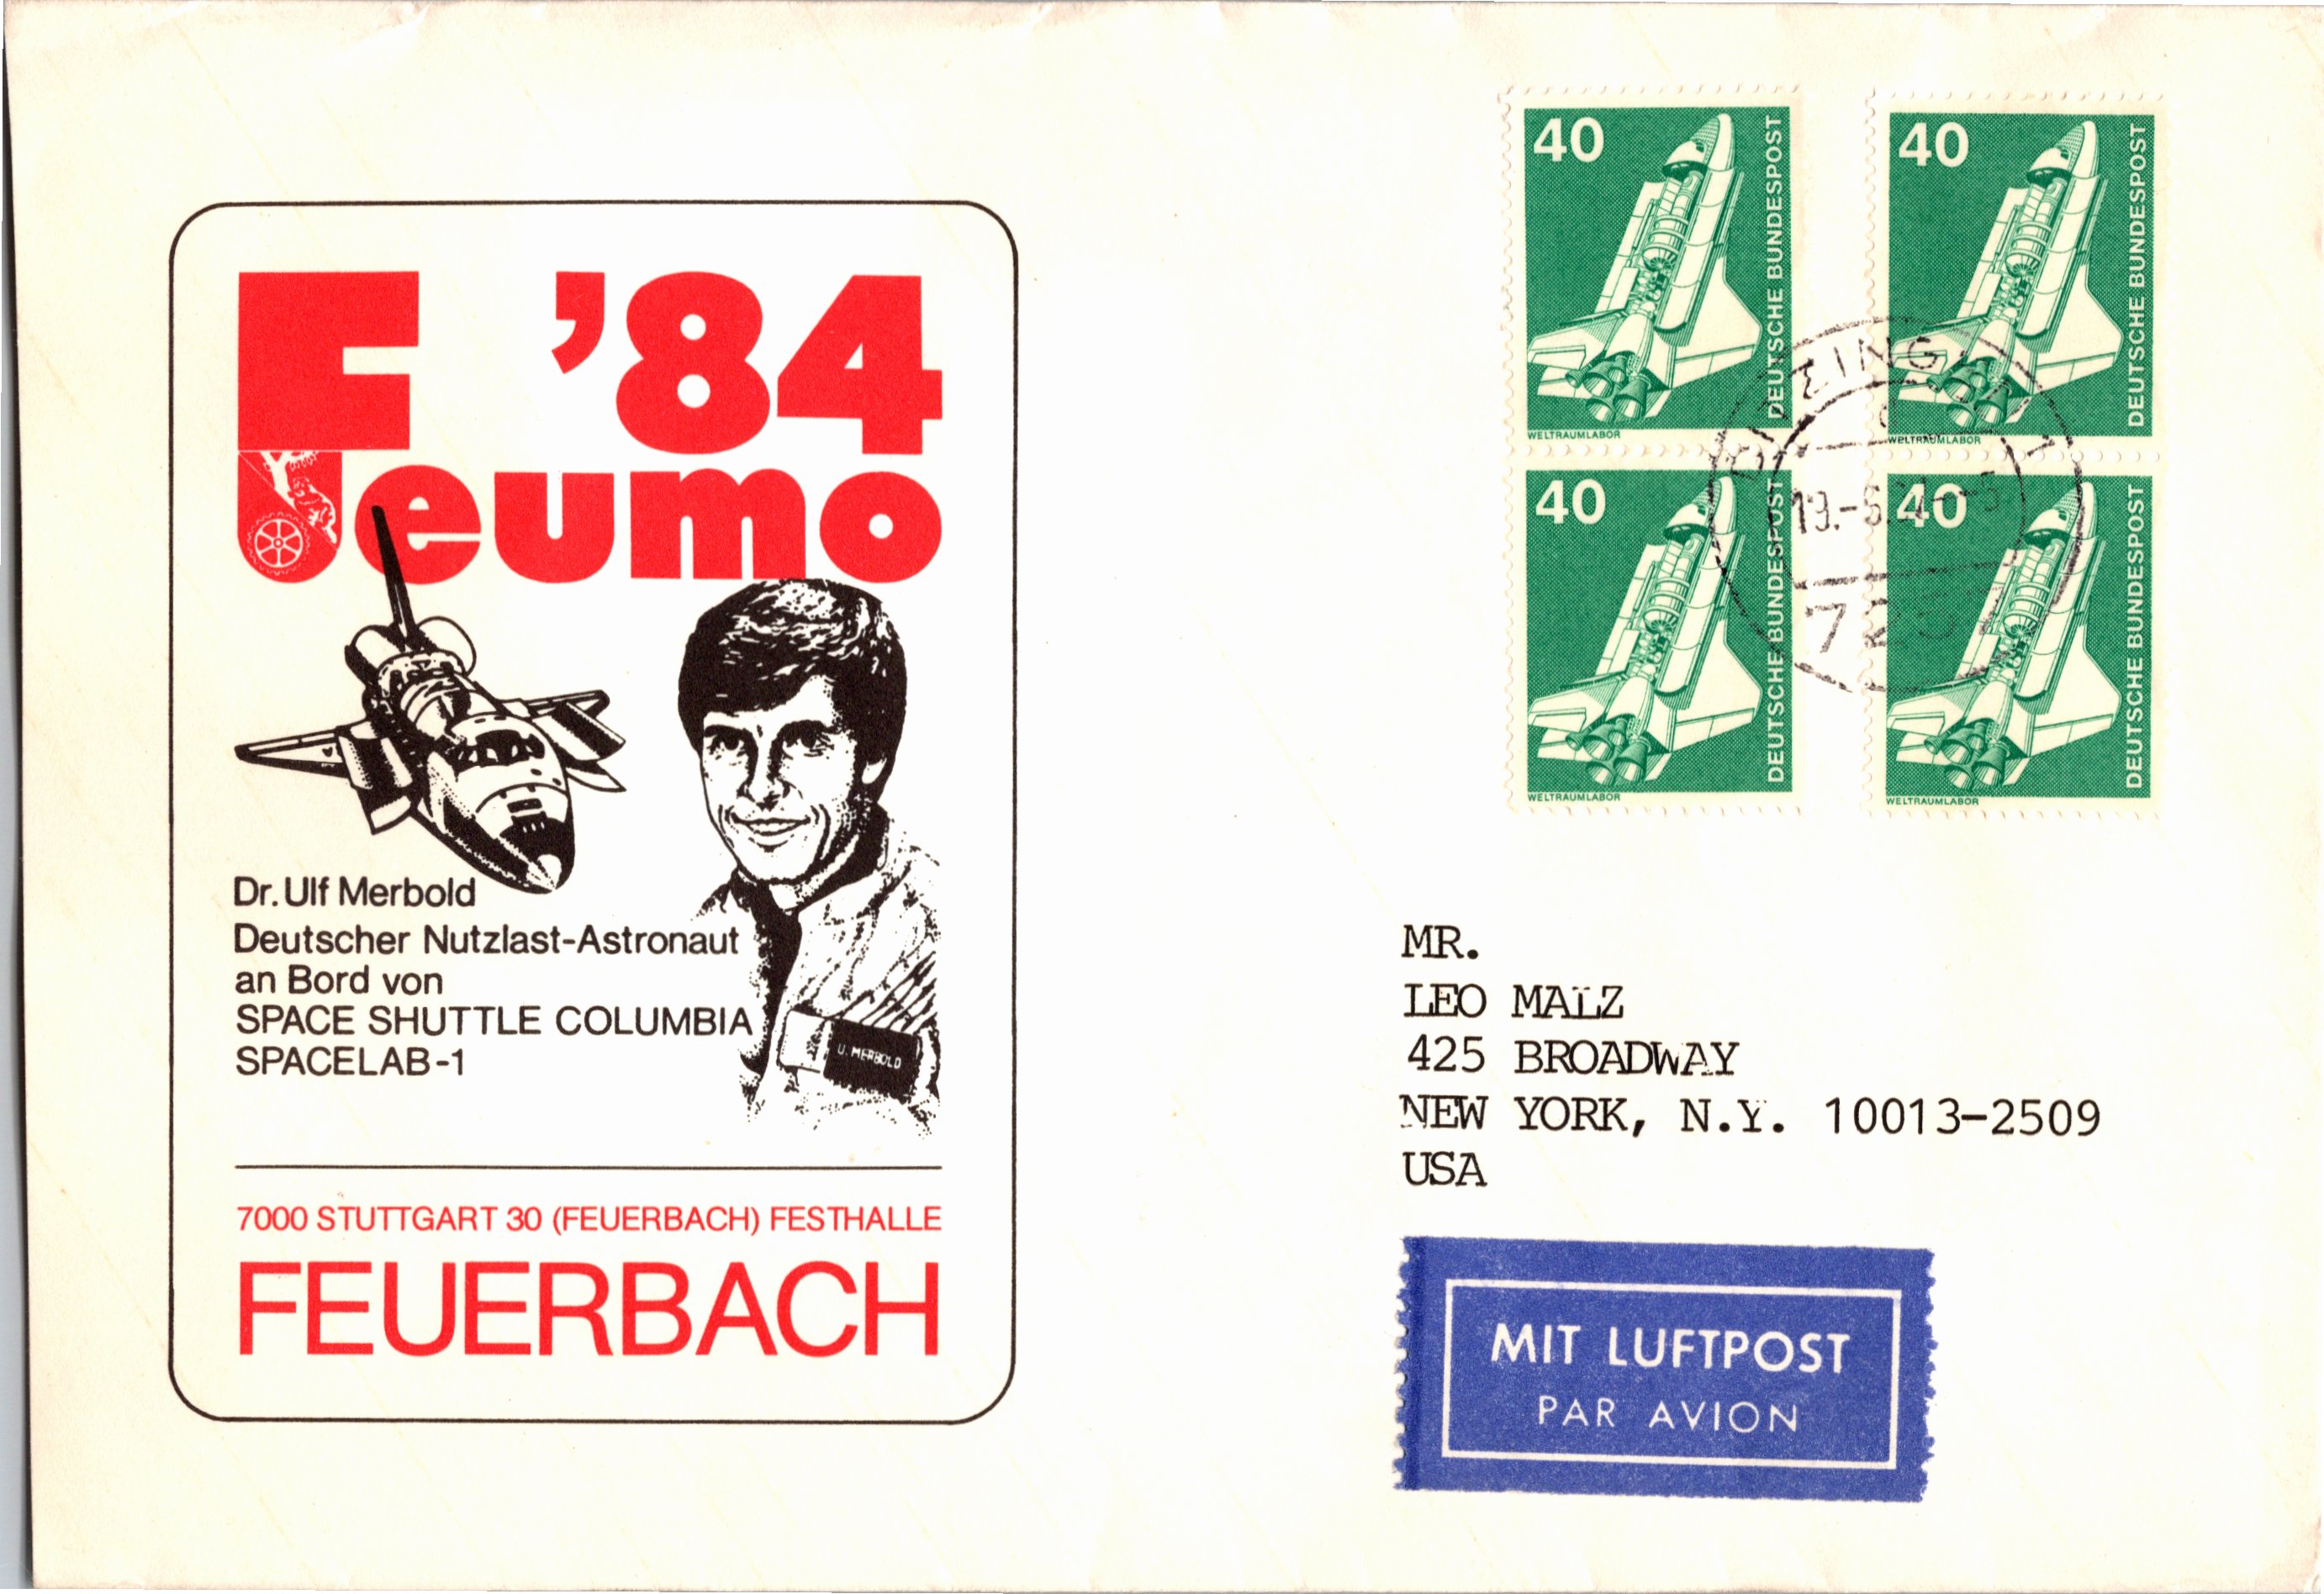 F '84
eumo
Dr. Ulf Merbold
Deutscher Nutzlast-Astronaut
an Bord von
SPACE SHUTTLE COLUMBIA
SPACELAB-1
U. MERBOLD
7000 STUTTGART 30 (FEUERBACH) FESTHALLE
FEUERBACH
40
DEUTSCHE BUNDESPOST
WELTRAUMLABOR
40
DEUTSCHE BUNDESPOST
WELTRAUMLABOR
40
DEUTSCHE BUNDESPOST
WELTRAUMLABOR
40
DEUTSCHE BUNDESPOST
WELTRAUMLABOR
MR.
LEO MALZ
425 BROADWAY
NEW YORK, N.Y. 10013-2509
USA
MIT LUFTPOST
PAR AVION